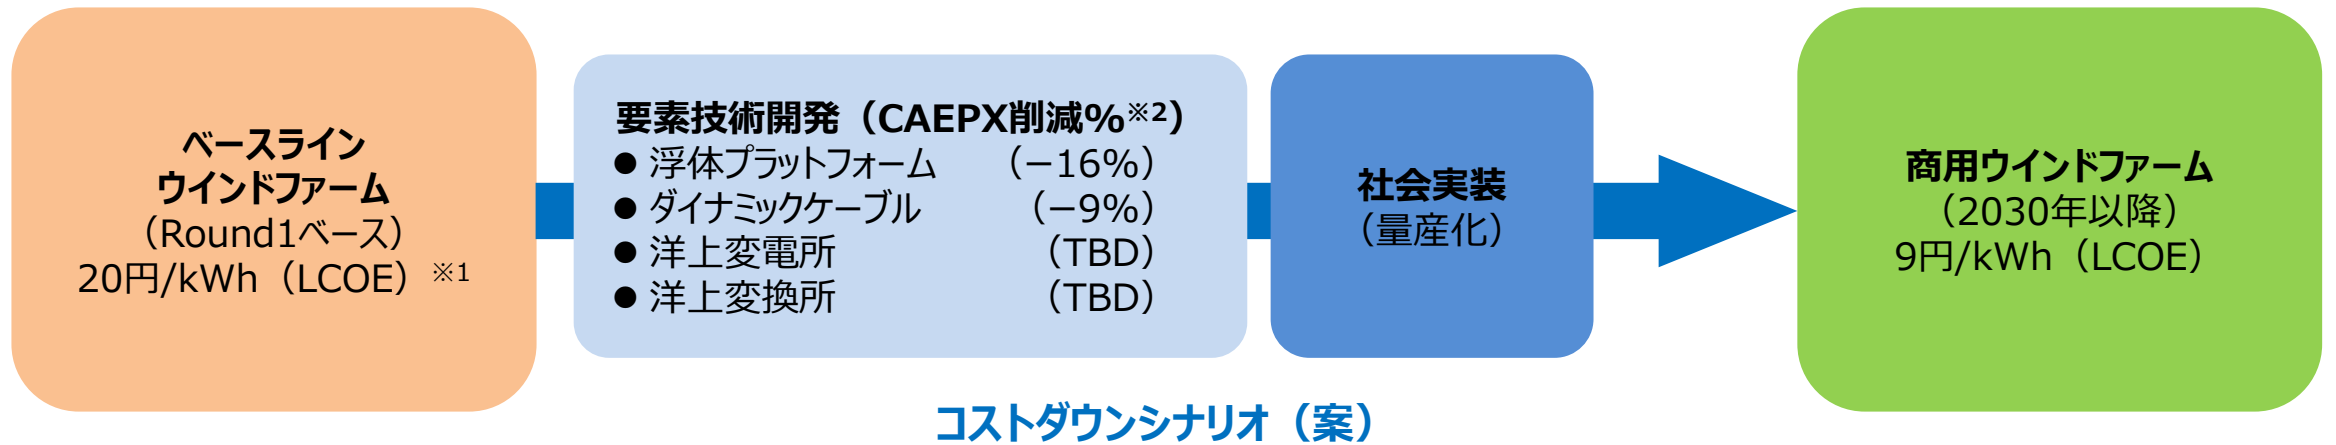 ベースライン
ウインドファーム
（Round1ベース）
20円/kWh（LCOE）※1
要素技術開発（CAEPX削減%※2）
● 浮体プラットフォーム （−16%）
● ダイナミックケーブル （−9%）
● 洋上変電所 （TBD）
● 洋上変換所 （TBD）
社会実装
（量産化）
商用ウインドファーム
（2030年以降）
9円/kWh（LCOE）
コストダウンシナリオ（案）